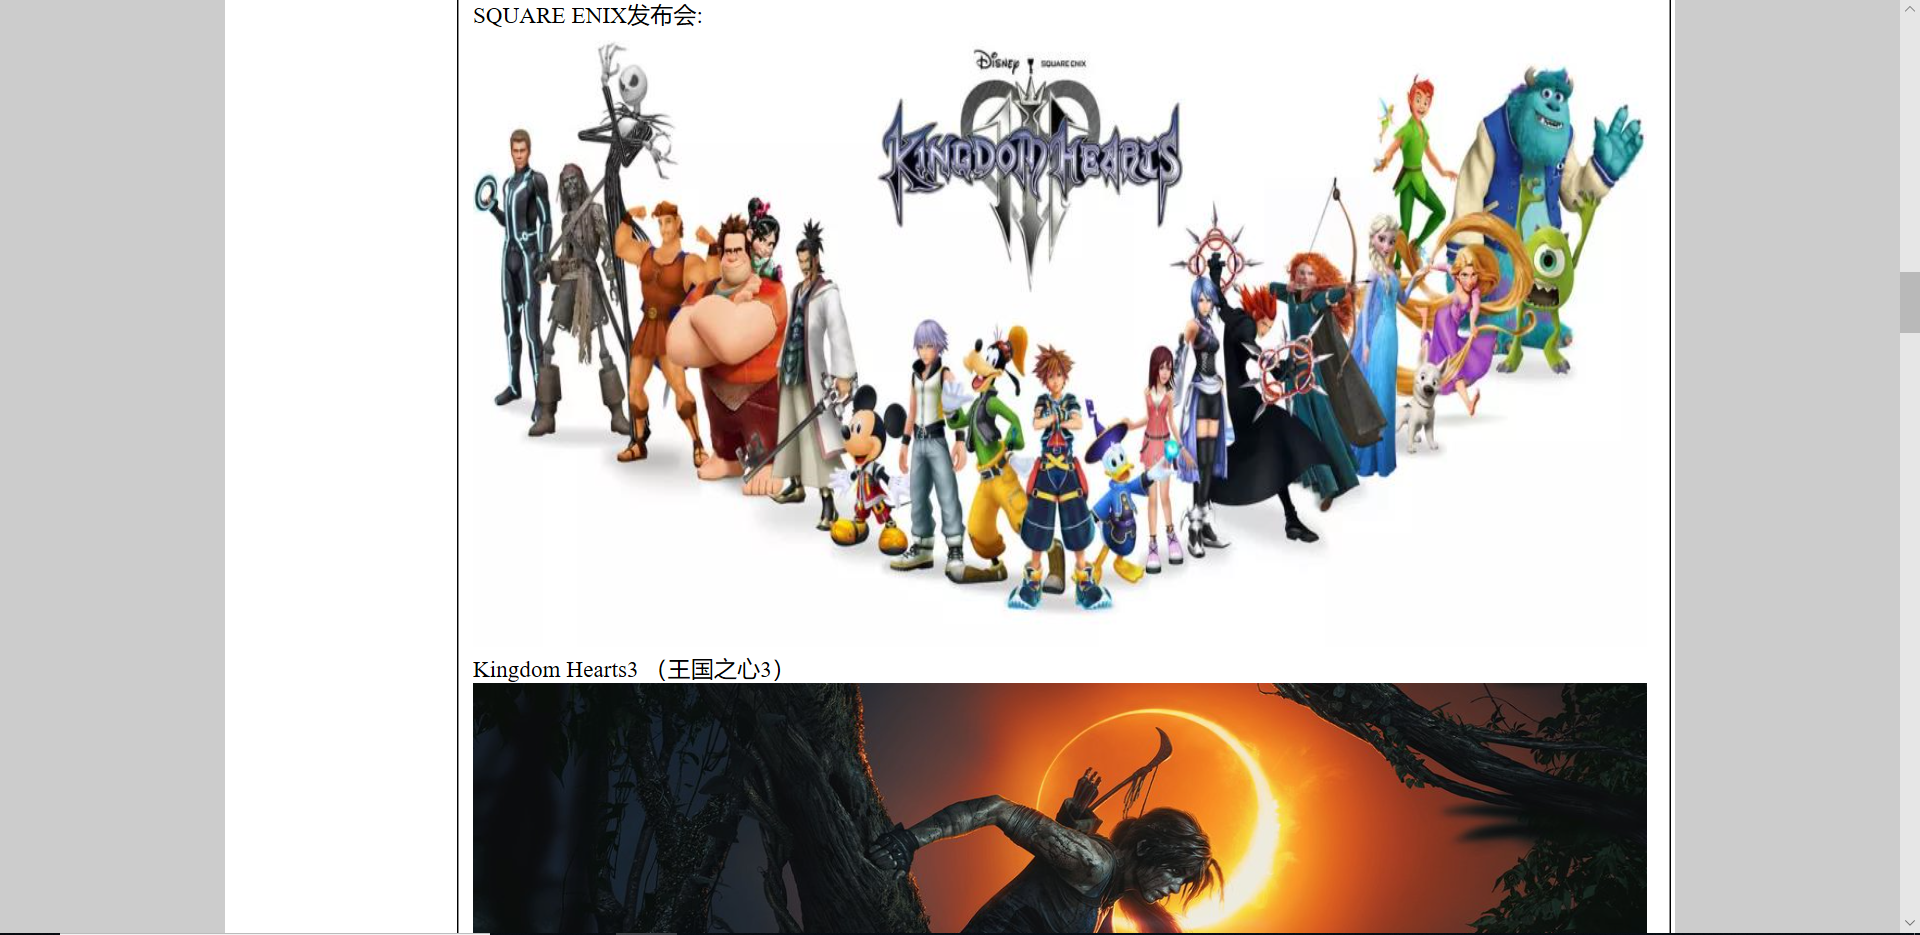 SQUARE ENIX发布会:
Disney SQUARE ENIX
KINGDOM HEARTS
III
Kingdom Hearts3 （王国之心3）